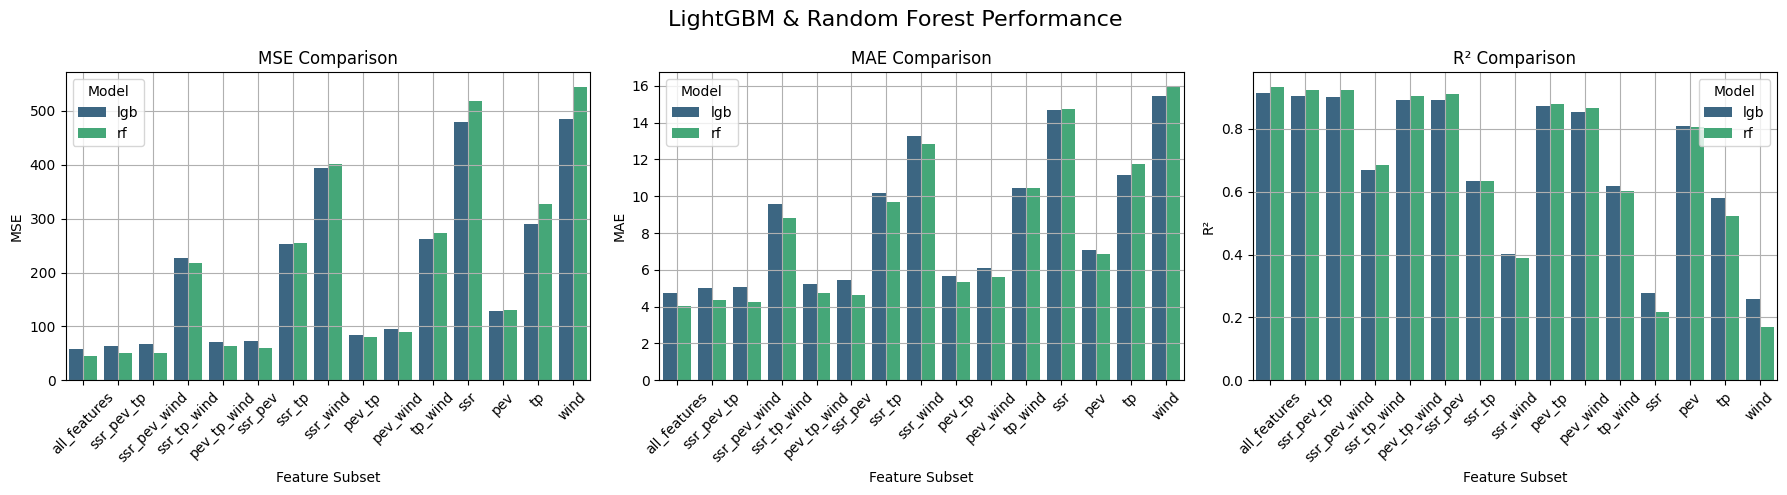 LightGBM & Random Forest Performance
MSE Comparison
Model
lgb
rf
MSE
500
400
300
200
100
0
all_features
ssr_pev_tp
ssr_pev_wind
ssr_tp_wind
pev_tp_wind
ssr_pev
ssr_tp
ssr_wind
pev_tp
pev_wind
tp_wind
ssr
pev
tp
wind
Feature Subset
MAE Comparison
Model
lgb
rf
MAE
16
14
12
10
8
6
4
2
0
all_features
ssr_pev_tp
ssr_pev_wind
ssr_tp_wind
pev_tp_wind
ssr_pev
ssr_tp
ssr_wind
pev_tp
pev_wind
tp_wind
ssr
pev
tp
wind
Feature Subset
R² Comparison
Model
lgb
rf
R²
0.8
0.6
0.4
0.2
0.0
all_features
ssr_pev_tp
ssr_pev_wind
ssr_tp_wind
pev_tp_wind
ssr_pev
ssr_tp
ssr_wind
pev_tp
pev_wind
tp_wind
ssr
pev
tp
wind
Feature Subset